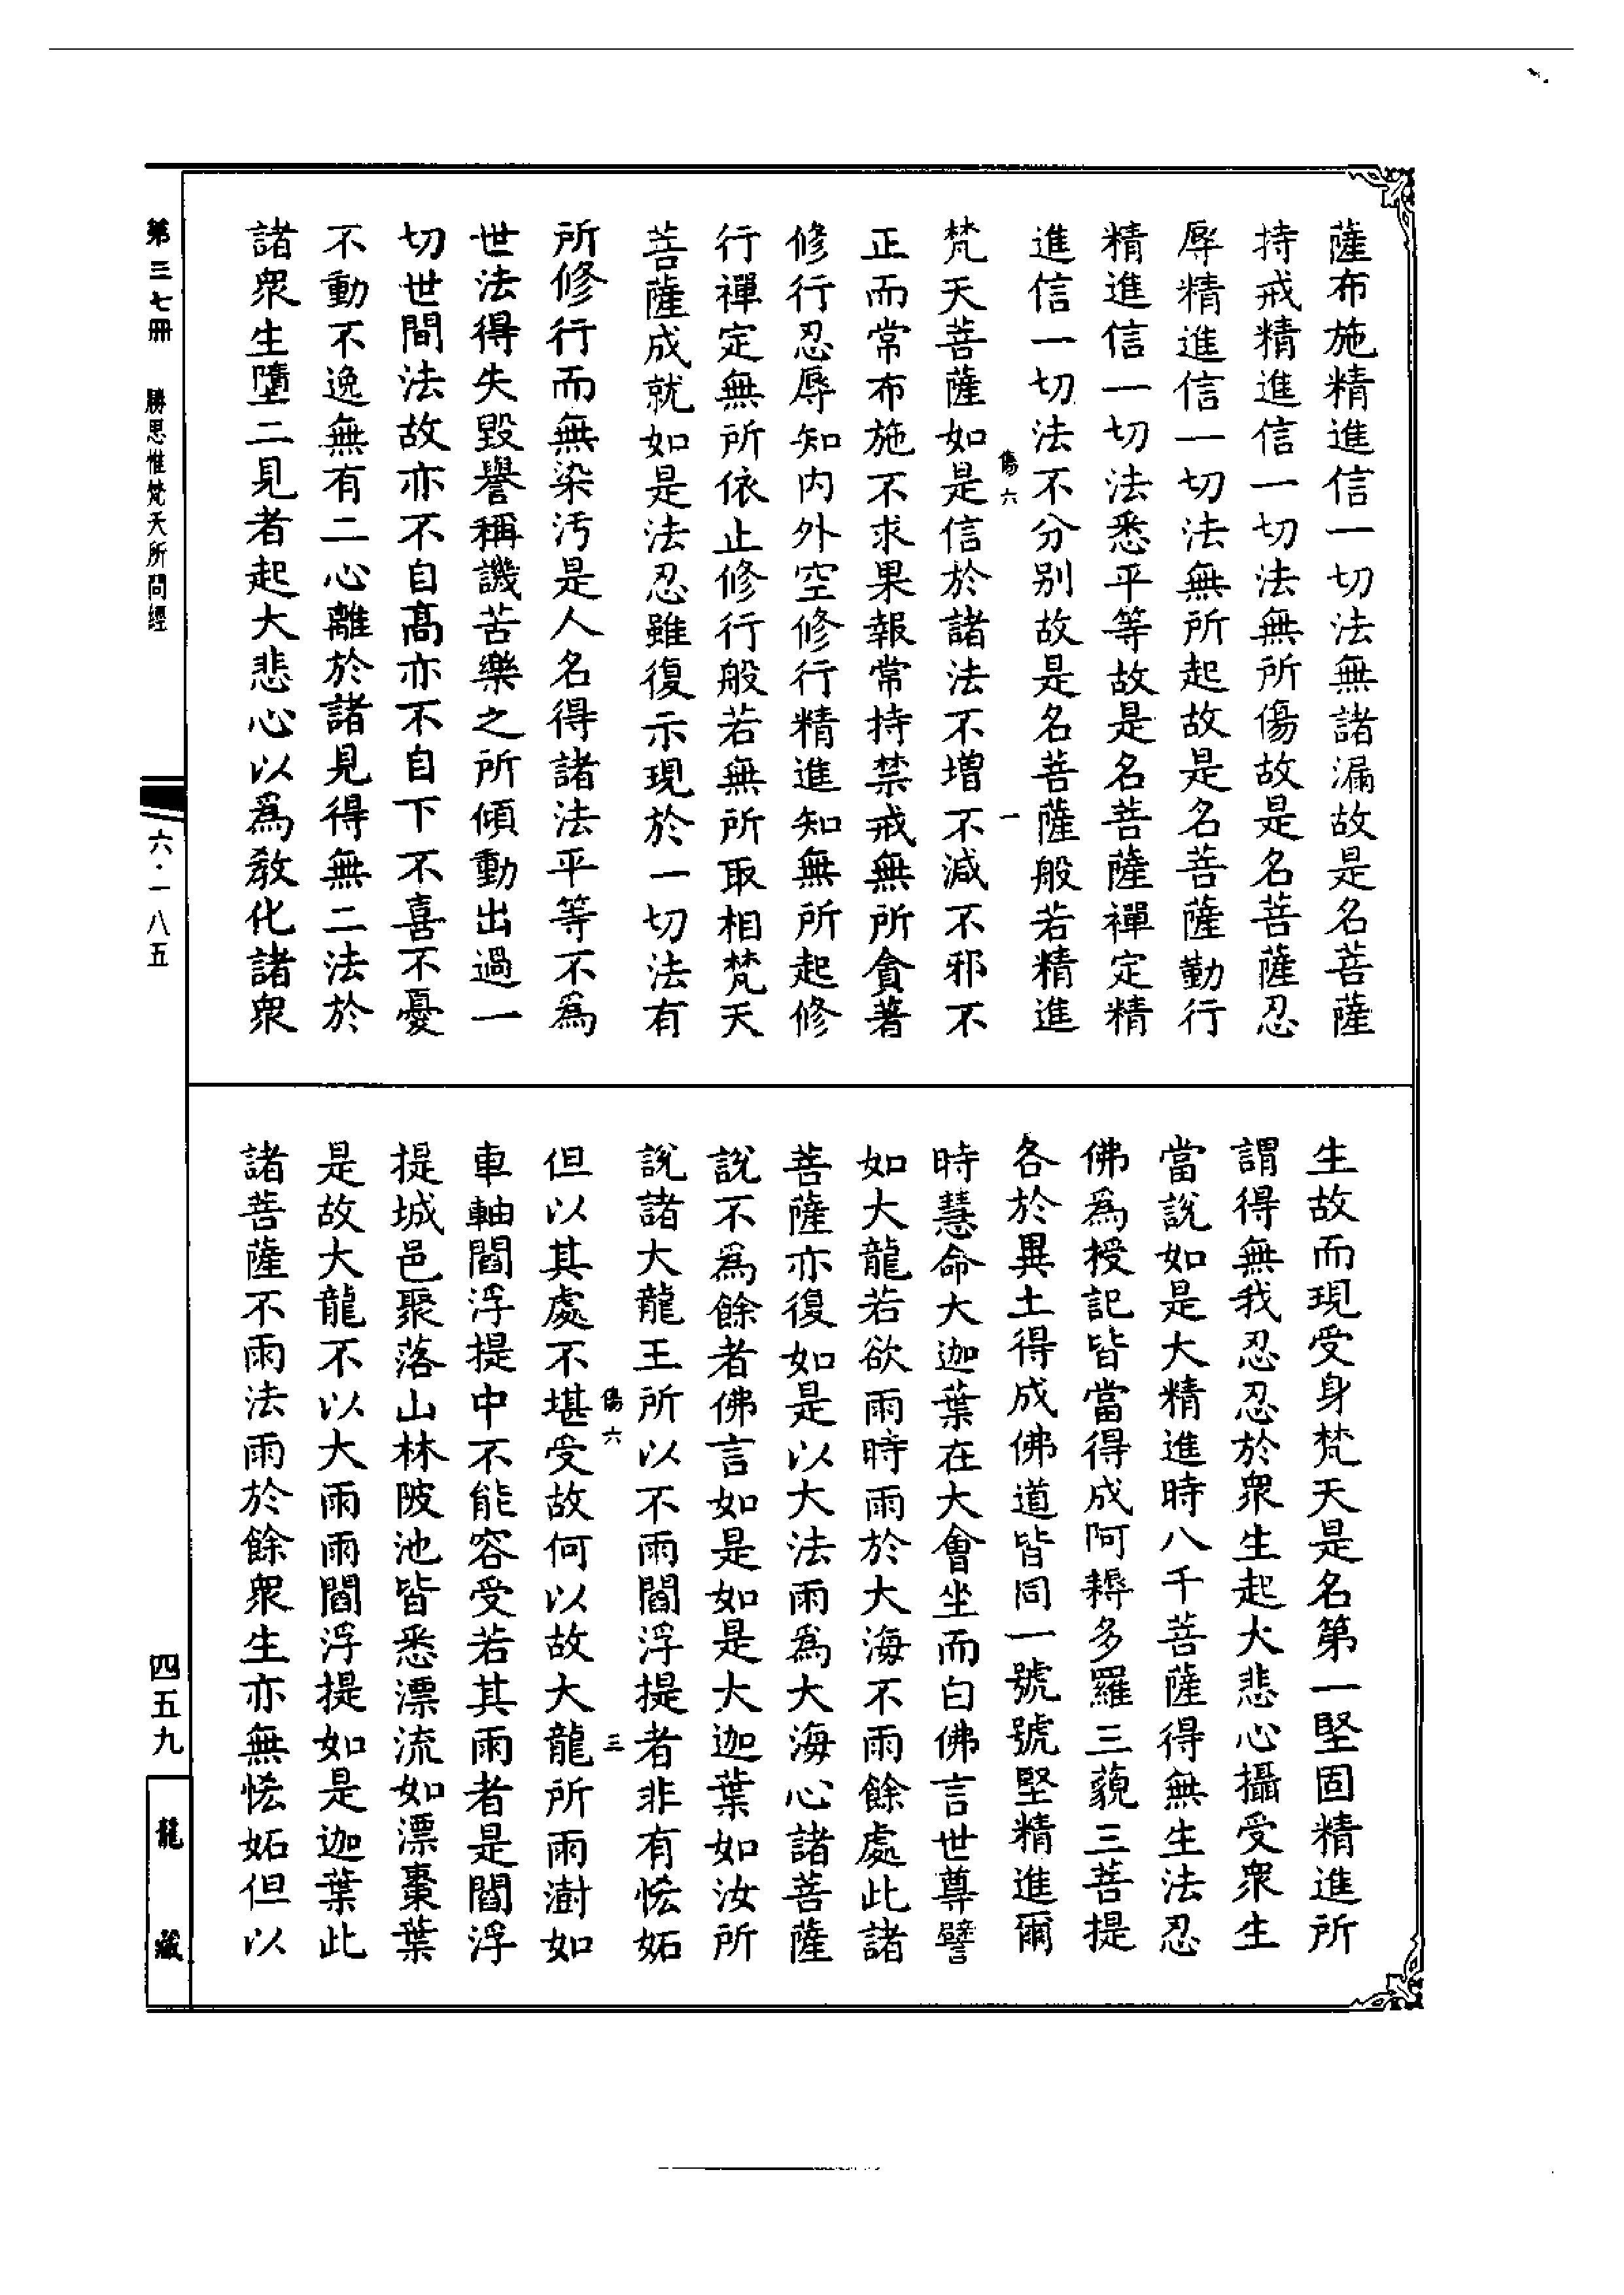 薩布施精進信一切法無諸漏故是名菩薩
持戒精進信一切法無所傷故是名菩薩忍
辱精進信一切法無所起故是名菩薩勤行
精進信一切法悉平等故是名菩薩禪定精
進信一切法不分別故是名菩薩般若精進
傷六 一
梵天菩薩如是信於諸法不增不減不邪不
正而常布施不求果報常持禁戒無所貪著
修行忍辱知內外空修行精進知無所起修
行禪定無所依止修行般若無所取相梵天
菩薩成就如是法忍雖復示現於一切法有
所修行而無染汚是人名得諸法平等不爲
世法得失毀譽稱譏苦樂之所傾動出過一
切世間法故亦不自高亦不自下不喜不憂
不動不逸無有二心離於諸見得無二法於
諸衆生墮二見者起大悲心以爲教化諸衆
生故而現受身梵天是名第一堅固精進所
謂得無我忍忍於衆生起大悲心攝受衆生
當說如是大精進時八千菩薩得無生法忍
佛爲授記皆當得成阿耨多羅三藐三菩提
各於異土得成佛道皆同一號號堅精進爾
時慧命大迦葉在大會坐而白佛言世尊譬
如大龍若欲雨時雨於大海不雨餘處此諸
菩薩亦復如是以大法雨爲大海心諸菩薩
說不爲餘者佛言如是如是大迦葉如汝所
說諸大龍王所以不雨閻浮提者非有悋妬
傷六 三
但以其處不堪受故何以故大龍所雨澍如
車軸閻浮提中不能容受若其雨者是閻浮
提城邑聚落山林陂池皆悉漂流如漂棗葉
是故大龍不以大雨雨閻浮提如是迦葉此
諸菩薩不雨法雨於餘衆生亦無悋妬但以
第三七冊 勝思惟梵天所問經
六·一八五
四五九
龍藏